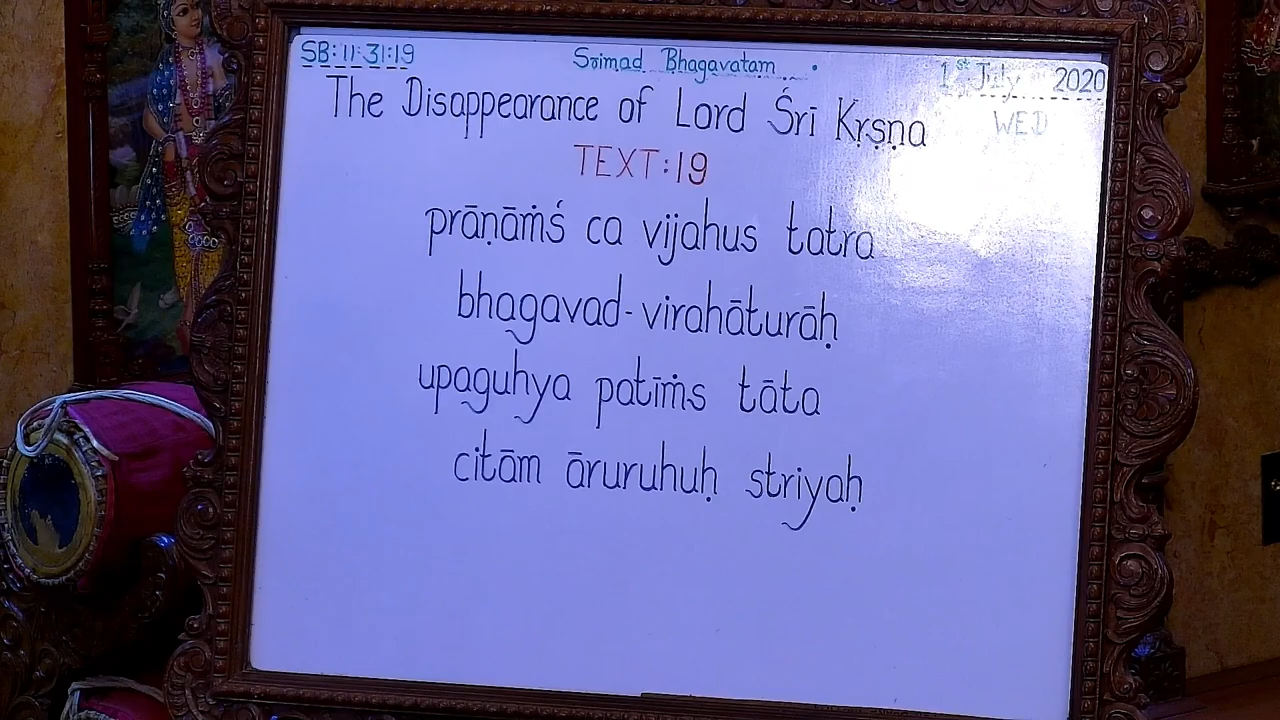 SB:11:31:19 Srimad Bhagavatam 1st July 2020
The Disappearance of Lord Śrī Kṛṣṇa WED
TEXT:19
prāṇāṁś ca vijahus tatra
bhagavad-virahāturāḥ
upaguhya patīṁs tāta
citām āruruhuḥ striyaḥ